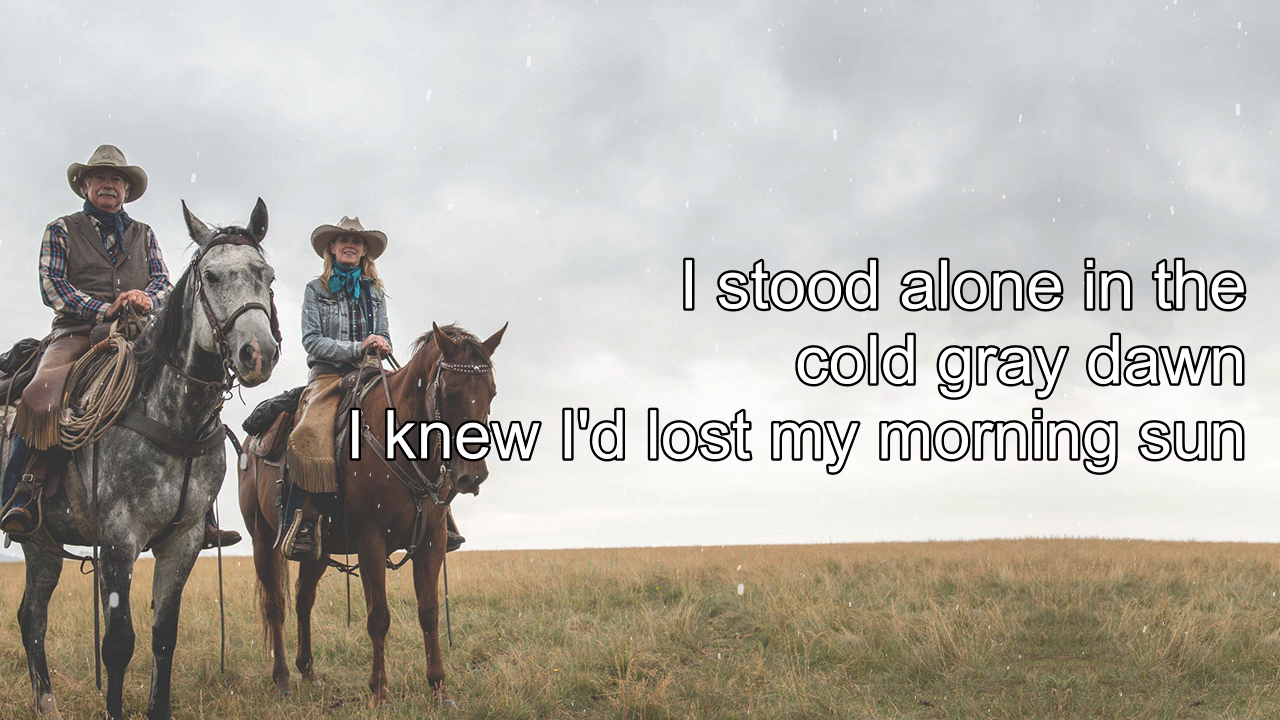 I stood alone in the
cold gray dawn
I knew I'd lost my morning sun